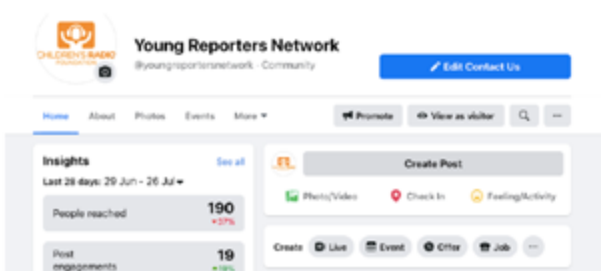 CHILDREN'S RADIO
FOUNDATION
Young Reporters Network
@youngreportersnetwork · Community
Edit Contact Us
Home About Photos Events More
Promote View as visitor
Insights See all
Last 28 days: 29 Jun - 26 Jul
People reached 190
+37%
Post engagements 19
Create Post
Photo/Video Check In Feeling/Activity
Create Live Event Offer Job